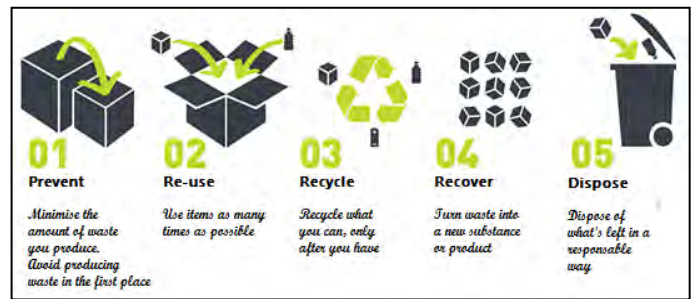 01
Prevent
Minimise the
amount of waste
you produce.
Avoid producing
waste in the first place
02
Re-use
Use items as many
times as possible
03
Recycle
Recycle what
you can, only
after you have
04
Recover
Turn waste into
a new substance
or product
05
Dispose
Dispose of
what's left in a
responsable
way